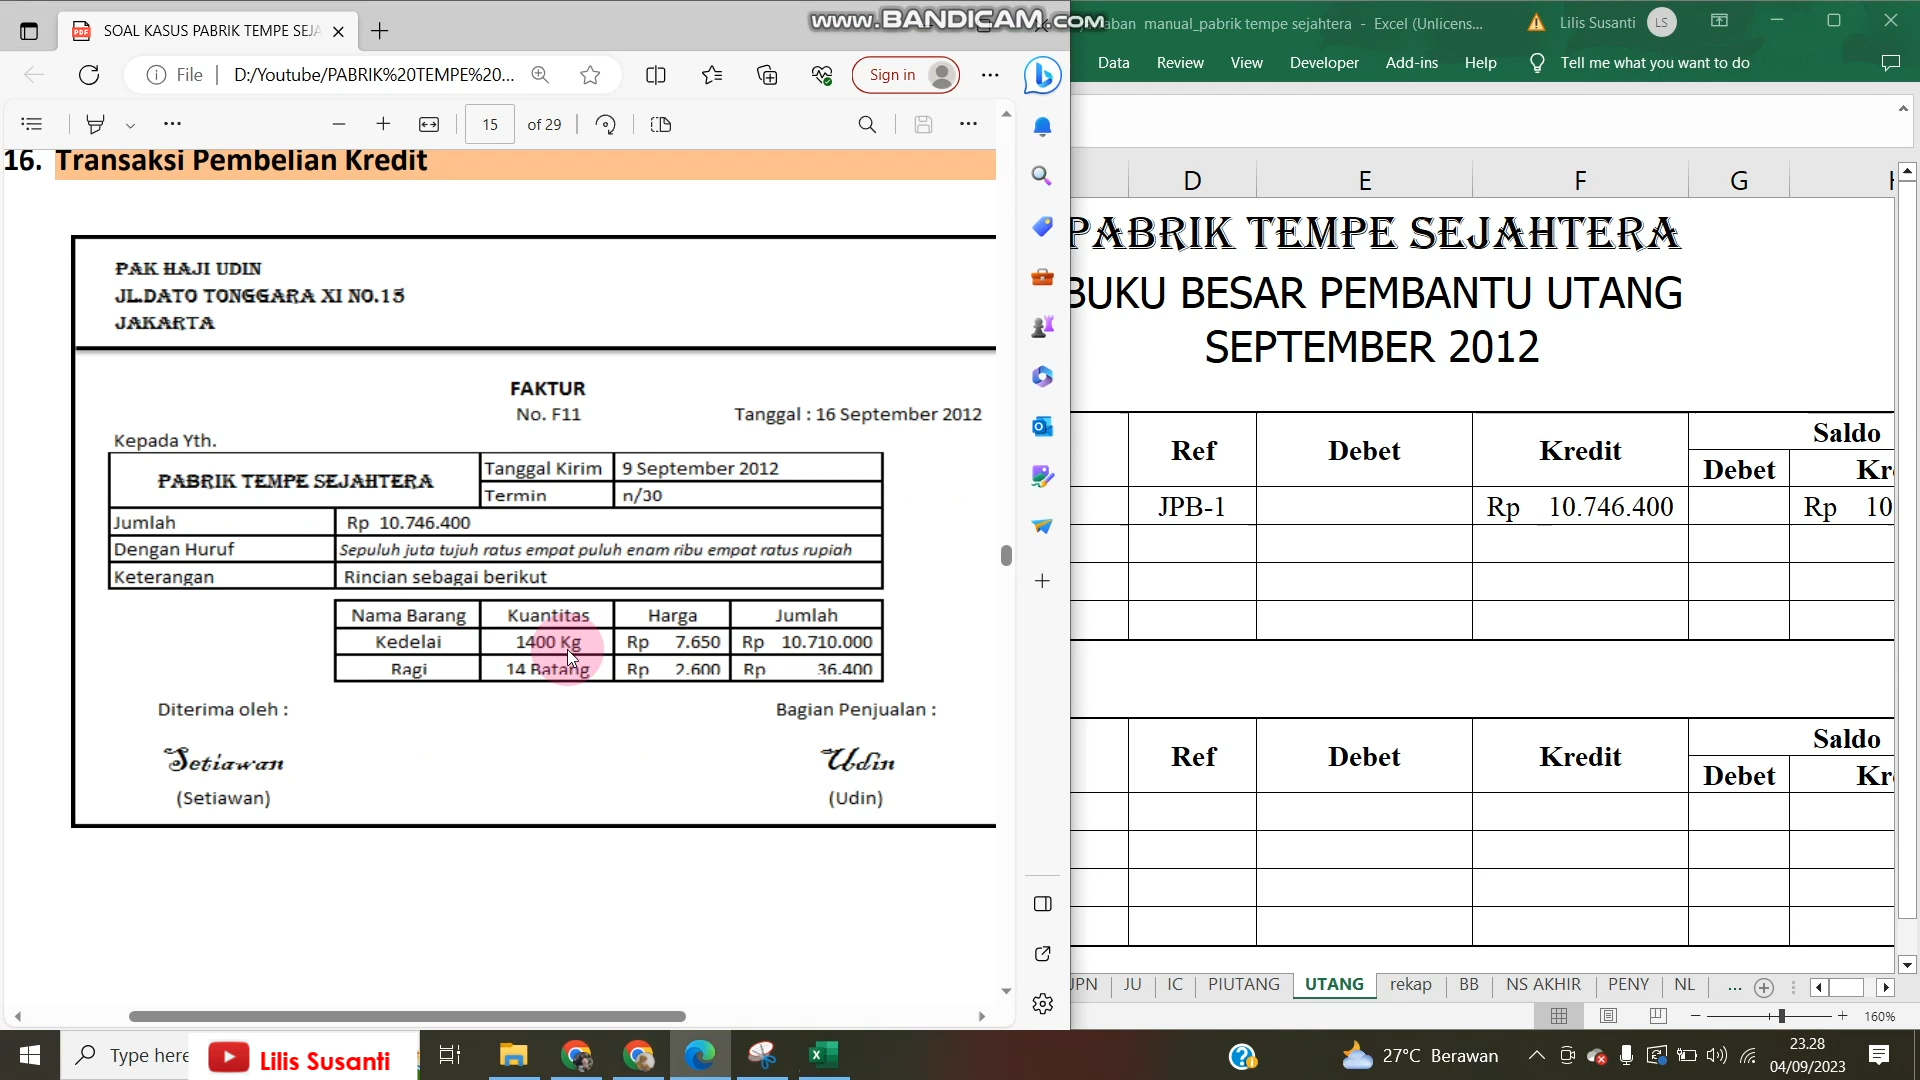 www.BANDICAM.com
SOAL KASUS PABRIK TEMPE SEJA
manual_pabrik tempe sejahtera - Excel (Unlicens...
Lilis Susanti
LS
File
D:/Youtube/PABRIK%20TEMPE%20...
Sign in
Data
Review
View
Developer
Add-ins
Help
Tell me what you want to do
15
of 29
16. Transaksi Pembelian Kredit
PAK HAJI UDIN
JL.DATO TONGGARA XI NO.15
JAKARTA
FAKTUR
No. F11
Tanggal : 16 September 2012
Kepada Yth.
PABRIK TEMPE SEJAHTERA
Tanggal Kirim
9 September 2012
Termin
n/30
Jumlah
Rp 10.746.400
Dengan Huruf
Sepuluh juta tujuh ratus empat puluh enam ribu empat ratus rupiah
Keterangan
Rincian sebagai berikut
Nama Barang Kuantitas Harga Jumlah
Kedelai 1400 Kg Rp 7.650 Rp 10.710.000
Ragi 14 Batang Rp 2.600 Rp 36.400
Diterima oleh :
Bagian Penjualan :
Setiawan
Udin
(Setiawan)
(Udin)
D
E
F
G
PABRIK TEMPE SEJAHTERA
BUKU BESAR PEMBANTU UTANG
SEPTEMBER 2012
Ref
Debet
Kredit
Saldo
Debet
JPB-1
Rp 10.746.400
Rp 10
Ref
Debet
Kredit
Saldo
Debet
JPN
JU
IC
PIUTANG
UTANG
rekap
BB
NS AKHIR
PENY
NL
...
160%
Type here
Lilis Susanti
27°C Berawan
23.28
04/09/2023